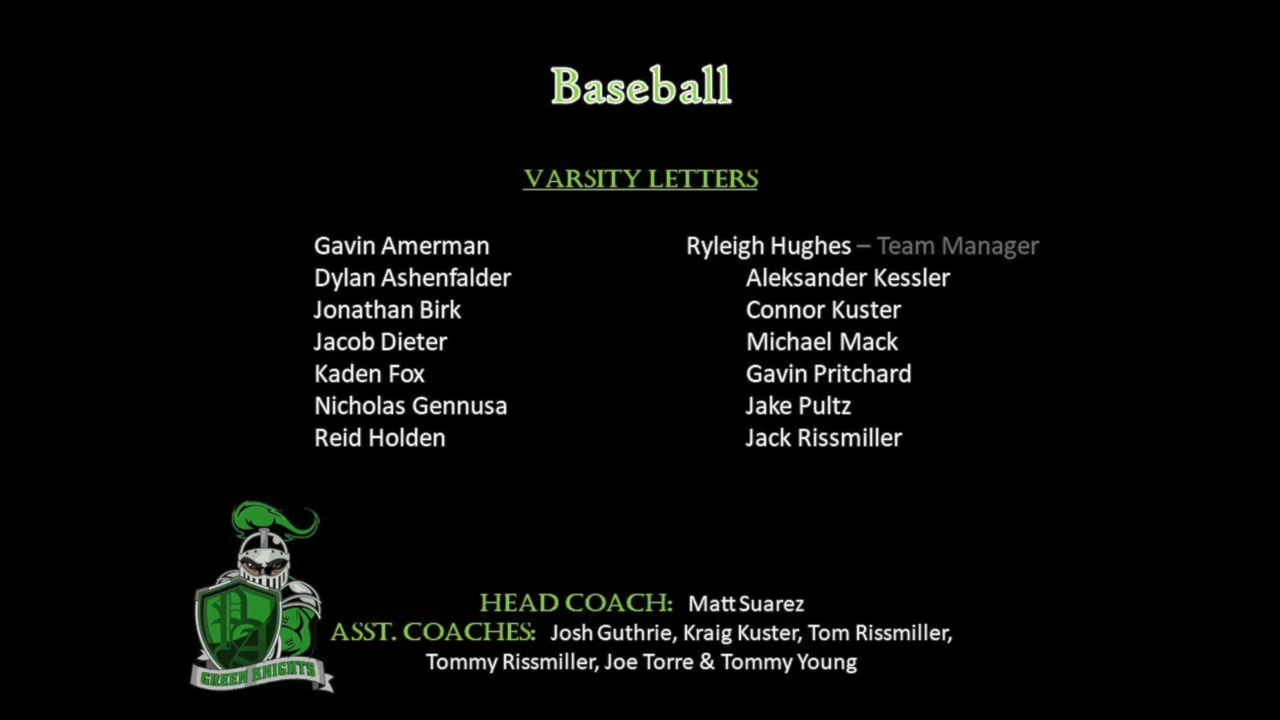 Baseball
VARSITY LETTERS
Gavin Amerman
Dylan Ashenfalder
Jonathan Birk
Jacob Dieter
Kaden Fox
Nicholas Gennusa
Reid Holden
Ryleigh Hughes – Team Manager
Aleksander Kessler
Connor Kuster
Michael Mack
Gavin Pritchard
Jake Pultz
Jack Rissmiller
HEAD COACH: Matt Suarez
ASST. COACHES: Josh Guthrie, Kraig Kuster, Tom Rissmiller,
Tommy Rissmiller, Joe Torre & Tommy Young
GREEN KNIGHTS